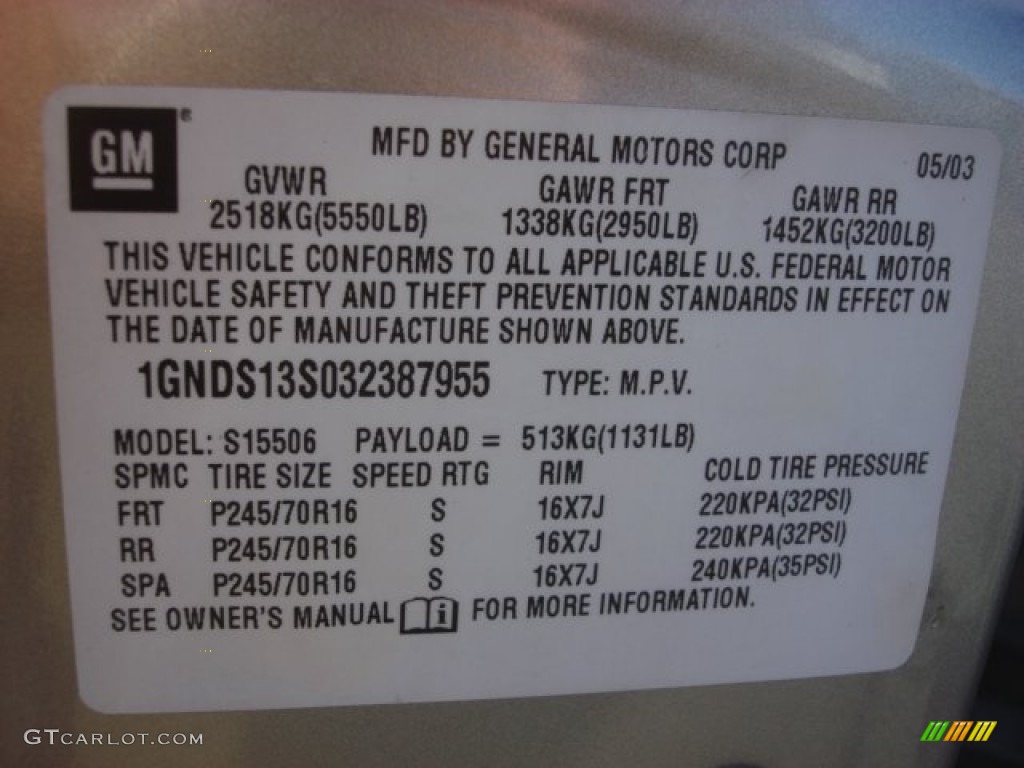 GM®
MFD BY GENERAL MOTORS CORP 05/03
GVWR GAWR FRT GAWR RR
2518KG(5550LB) 1338KG(2950LB) 1452KG(3200LB)
THIS VEHICLE CONFORMS TO ALL APPLICABLE U.S. FEDERAL MOTOR
VEHICLE SAFETY AND THEFT PREVENTION STANDARDS IN EFFECT ON
THE DATE OF MANUFACTURE SHOWN ABOVE.
1GNDS13S032387955 TYPE: M.P.V.
MODEL: S15506 PAYLOAD = 513KG(1131LB)
SPMC TIRE SIZE SPEED RTG RIM COLD TIRE PRESSURE
FRT P245/70R16 S 16X7J 220KPA(32PSI)
RR P245/70R16 S 16X7J 220KPA(32PSI)
SPA P245/70R16 S 16X7J 240KPA(35PSI)
SEE OWNER'S MANUAL i FOR MORE INFORMATION.
GTCARLOT.COM